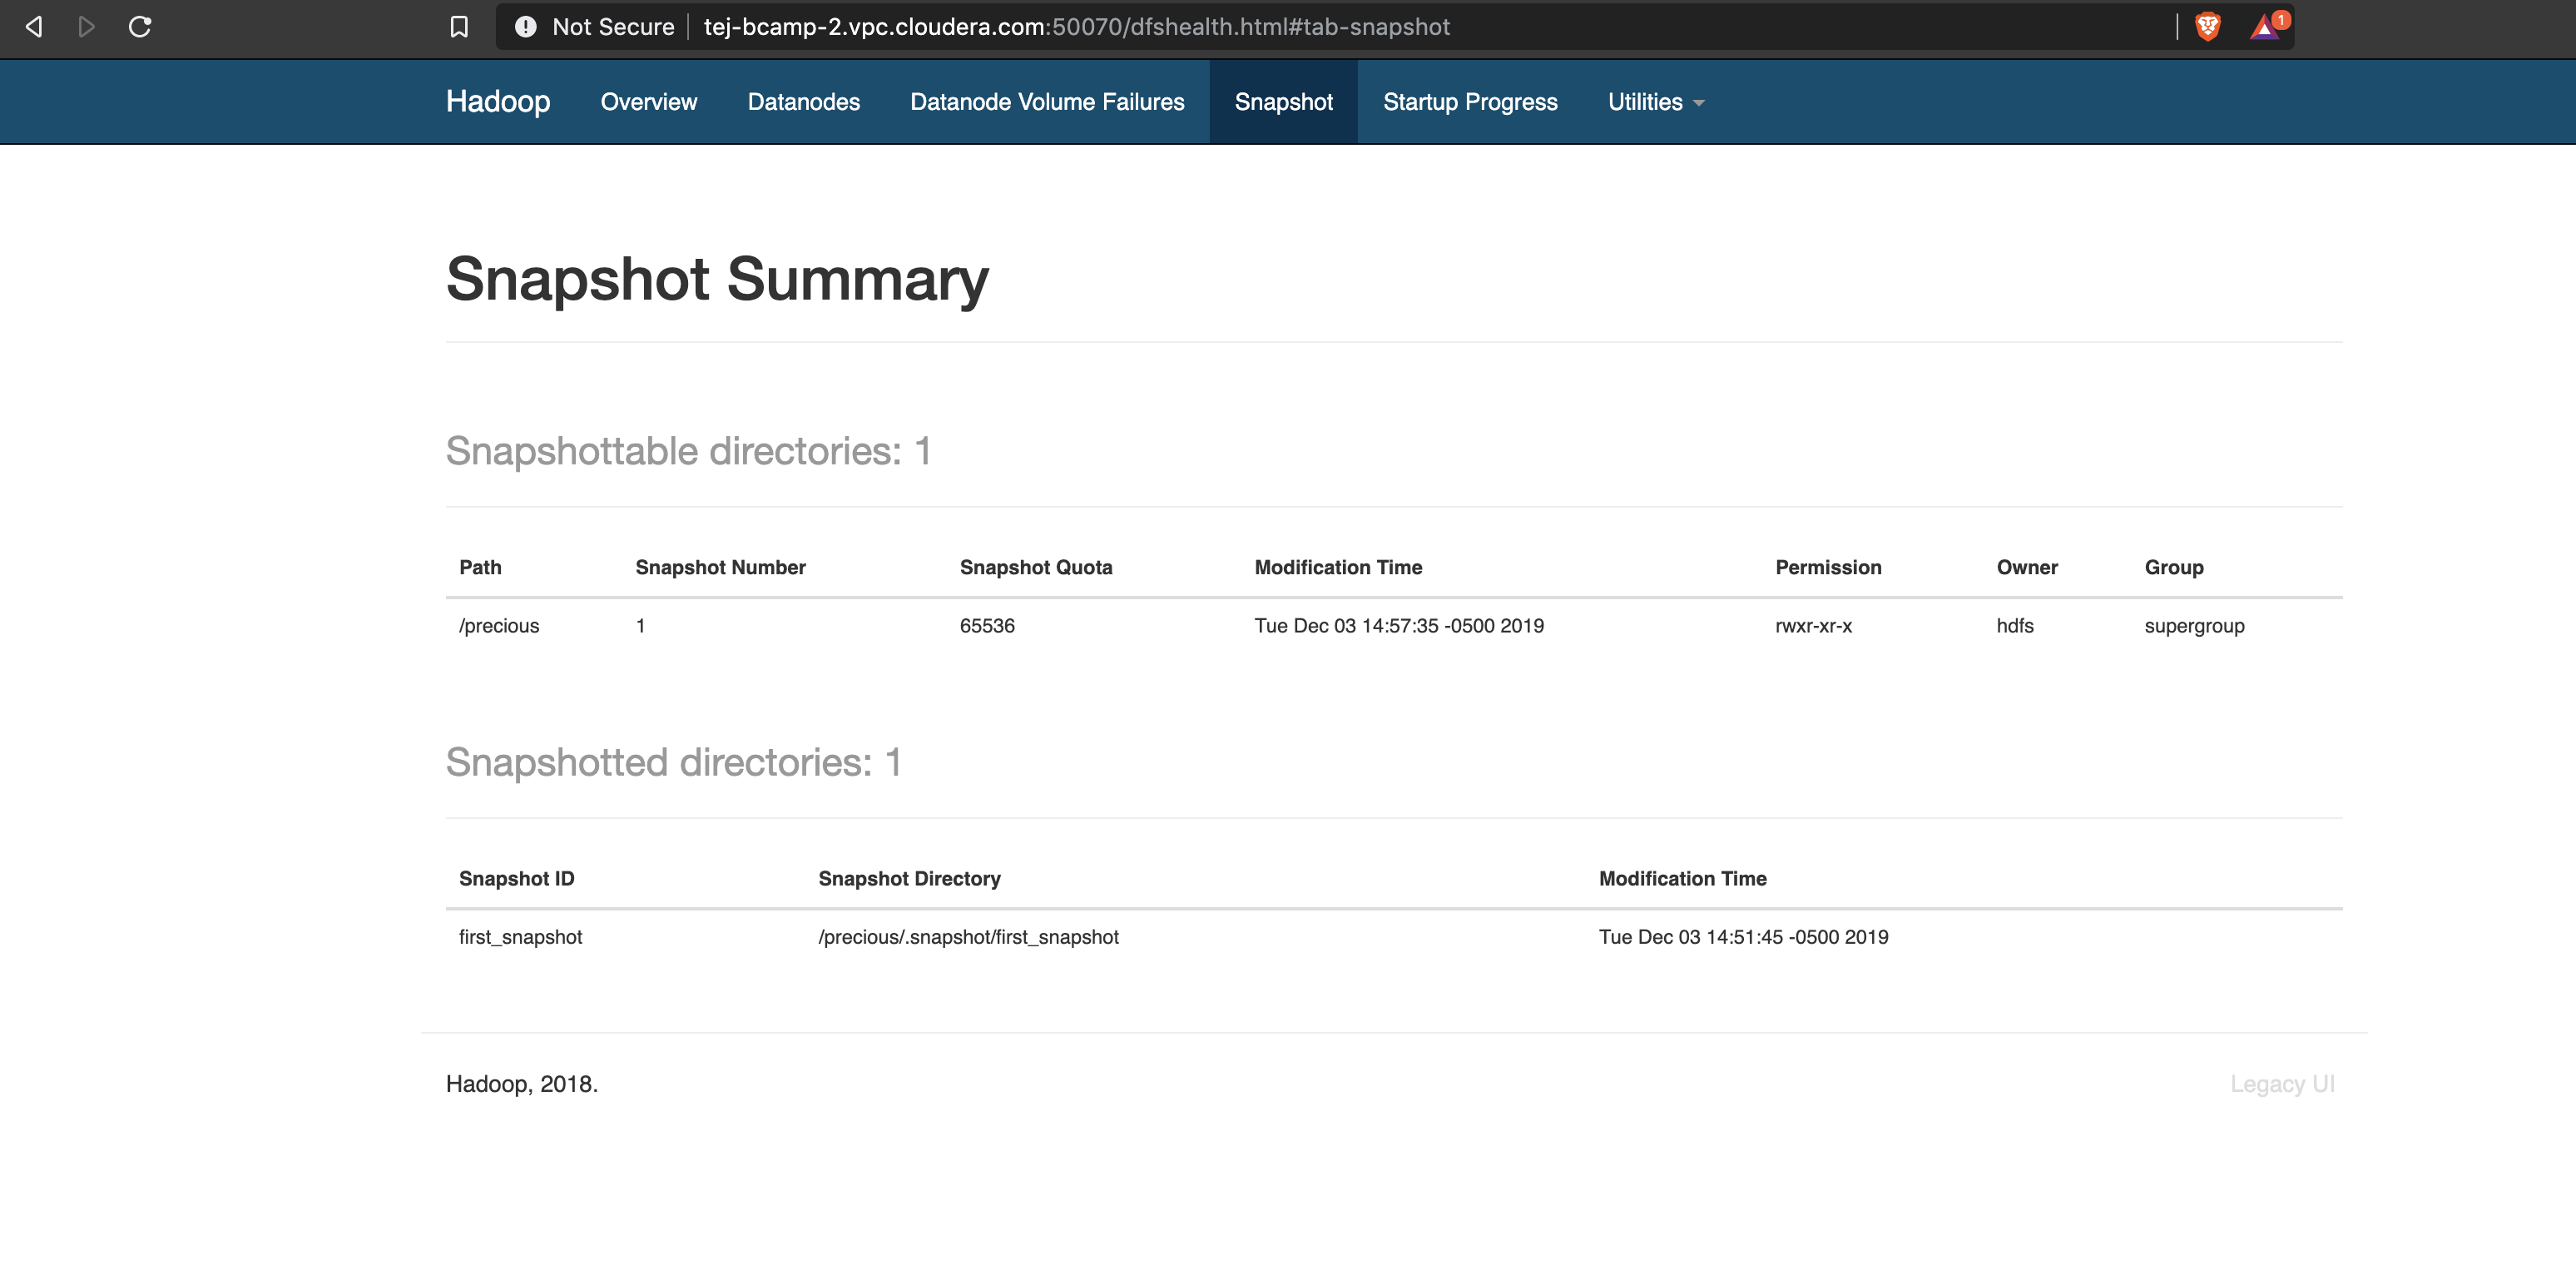 Not Secure tej-bcamp-2.vpc.cloudera.com:50070/dfshealth.html#tab-snapshot 1
Hadoop Overview Datanodes Datanode Volume Failures Snapshot Startup Progress Utilities
Snapshot Summary
Snapshottable directories: 1
Path Snapshot Number Snapshot Quota Modification Time Permission Owner Group
/precious 1 65536 Tue Dec 03 14:57:35 -0500 2019 rwxr-xr-x hdfs supergroup
Snapshotted directories: 1
Snapshot ID Snapshot Directory Modification Time
first_snapshot /precious/.snapshot/first_snapshot Tue Dec 03 14:51:45 -0500 2019
Hadoop, 2018. Legacy UI